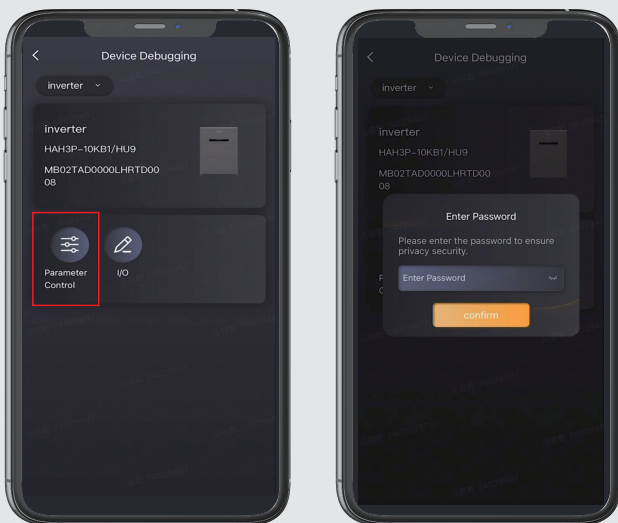 Device Debugging
inverter
inverter
HAH3P-10KB1/HU9
MB02TAD0000LHRTD00
08
Parameter
Control
I/O
Device Debugging
inverter
inverter
HAH3P-10KB1/HU9
MB02TAD0000LHRTD00
08
Enter Password
Please enter the password to ensure
privacy security.
Enter Password
confirm